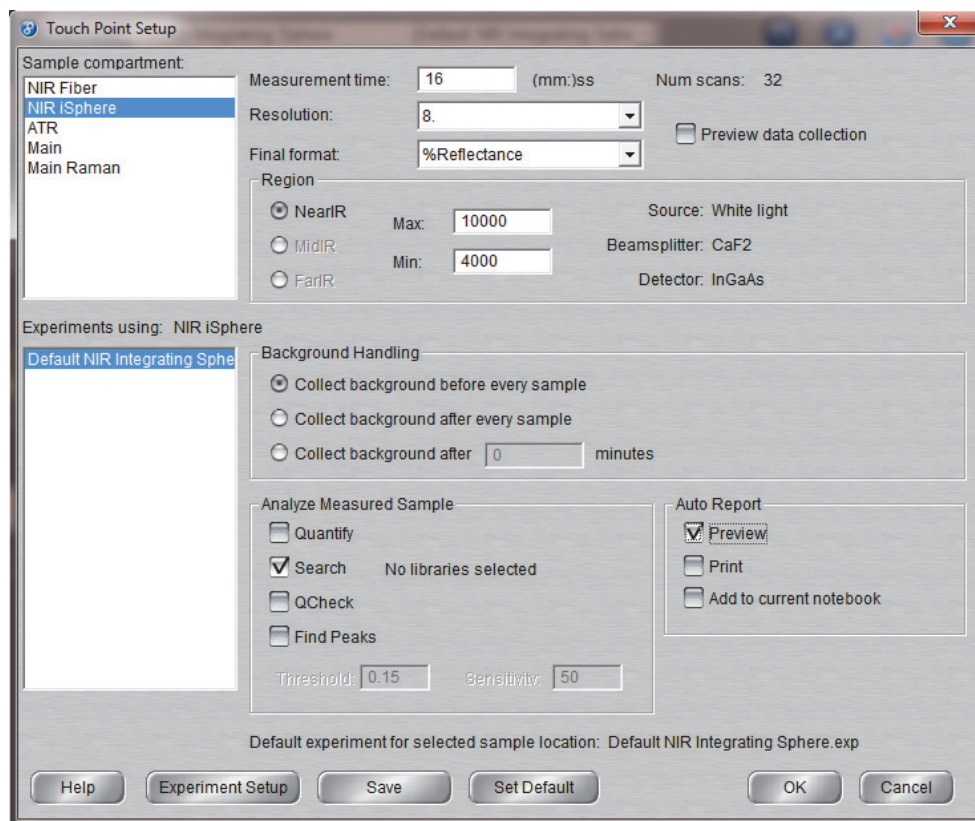 Touch Point Setup
Sample compartment:
NIR Fiber
NIR iSphere
ATR
Main
Main Raman
Measurement time: 16 (mm:)ss Num scans: 32
Resolution: 8.
Preview data collection
Final format: %Reflectance
Region
NearIR
MidIR
FarIR
Max: 10000
Min: 4000
Source: White light
Beamsplitter: CaF2
Detector: InGaAs
Experiments using: NIR iSphere
Default NIR Integrating Sphe
Background Handling
Collect background before every sample
Collect background after every sample
Collect background after 0 minutes
Analyze Measured Sample
Quantify
Search No libraries selected
QCheck
Find Peaks
Threshold: 0.15 Sensitivity: 50
Auto Report
Preview
Print
Add to current notebook
Default experiment for selected sample location: Default NIR Integrating Sphere.exp
Help Experiment Setup Save Set Default OK Cancel